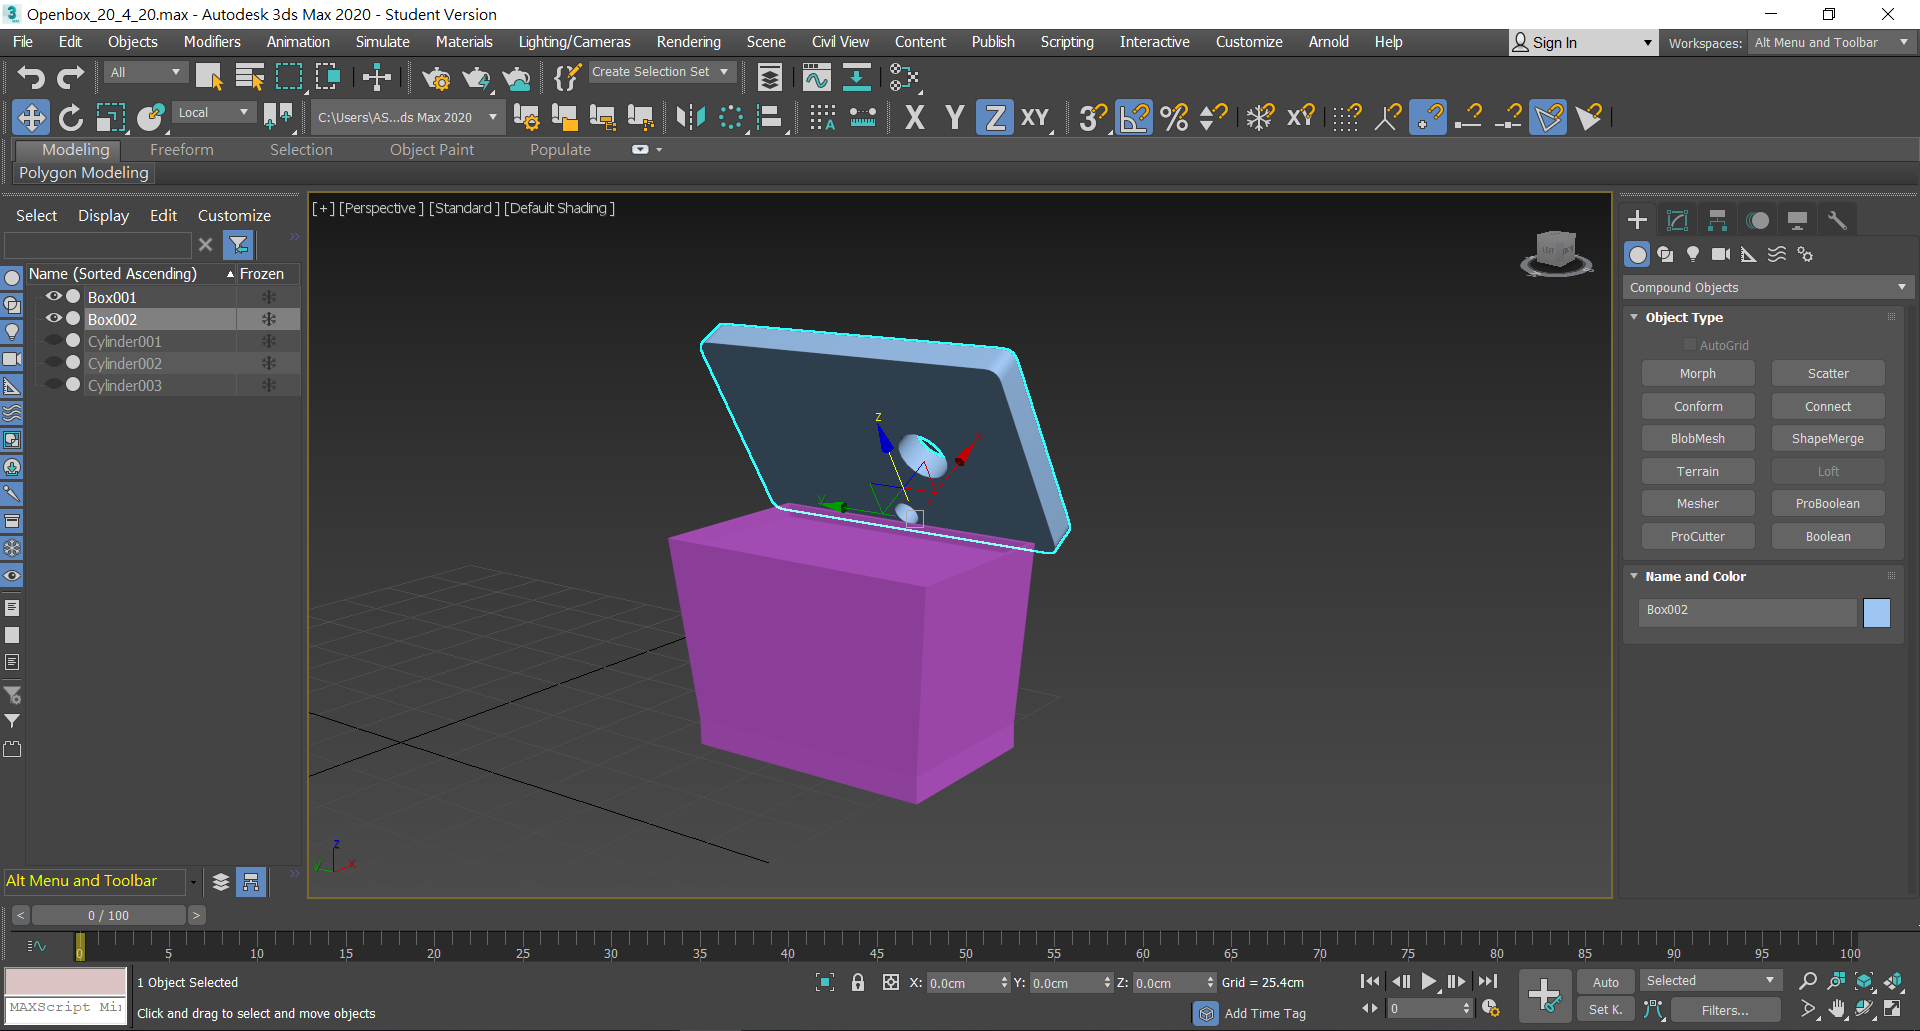 Openbox_20_4_20.max - Autodesk 3ds Max 2020 - Student Version
File Edit Objects Modifiers Animation Simulate Materials Lighting/Cameras Rendering Scene Civil View Content Publish Scripting Interactive Customize Arnold Help
Sign In
Workspaces: Alt Menu and Toolbar
All
Create Selection Set
Local
C:\Users\AS...ds Max 2020
X Y Z XY
3
XY
Modeling Freeform Selection Object Paint Populate
Polygon Modeling
Select Display Edit Customize
Name (Sorted Ascending) Frozen
Box001
Box002
Cylinder001
Cylinder002
Cylinder003
[+] [Perspective ] [Standard ] [Default Shading ]
z
y
z
x
Compound Objects
Object Type
AutoGrid
Morph Scatter
Conform Connect
BlobMesh ShapeMerge
Terrain Loft
Mesher ProBoolean
ProCutter Boolean
Name and Color
Box002
Alt Menu and Toolbar
< 0 / 100 >
0 5 10 15 20 25 30 35 40 45 50 55 60 65 70 75 80 85 90 95 100
1 Object Selected
X: 0.0cm Y: 0.0cm Z: 0.0cm Grid = 25.4cm
Auto Selected
MAXScript Mi
Click and drag to select and move objects
Add Time Tag
0
Set K. Filters...